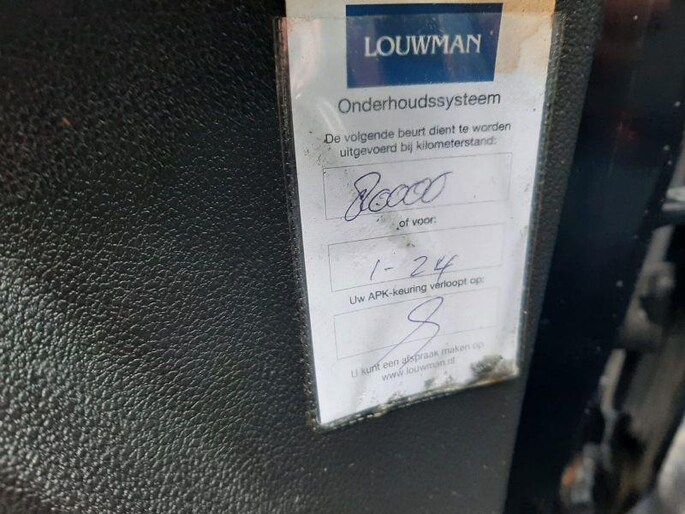 LOUWMAN
Onderhoudssysteem
De volgende beurt dient te worden
uitgevoerd bij kilometerstand:
80000
of voor:
1-24
Uw APK-keuring verloopt op:
U kunt een afspraak maken op
www.louwman.nl